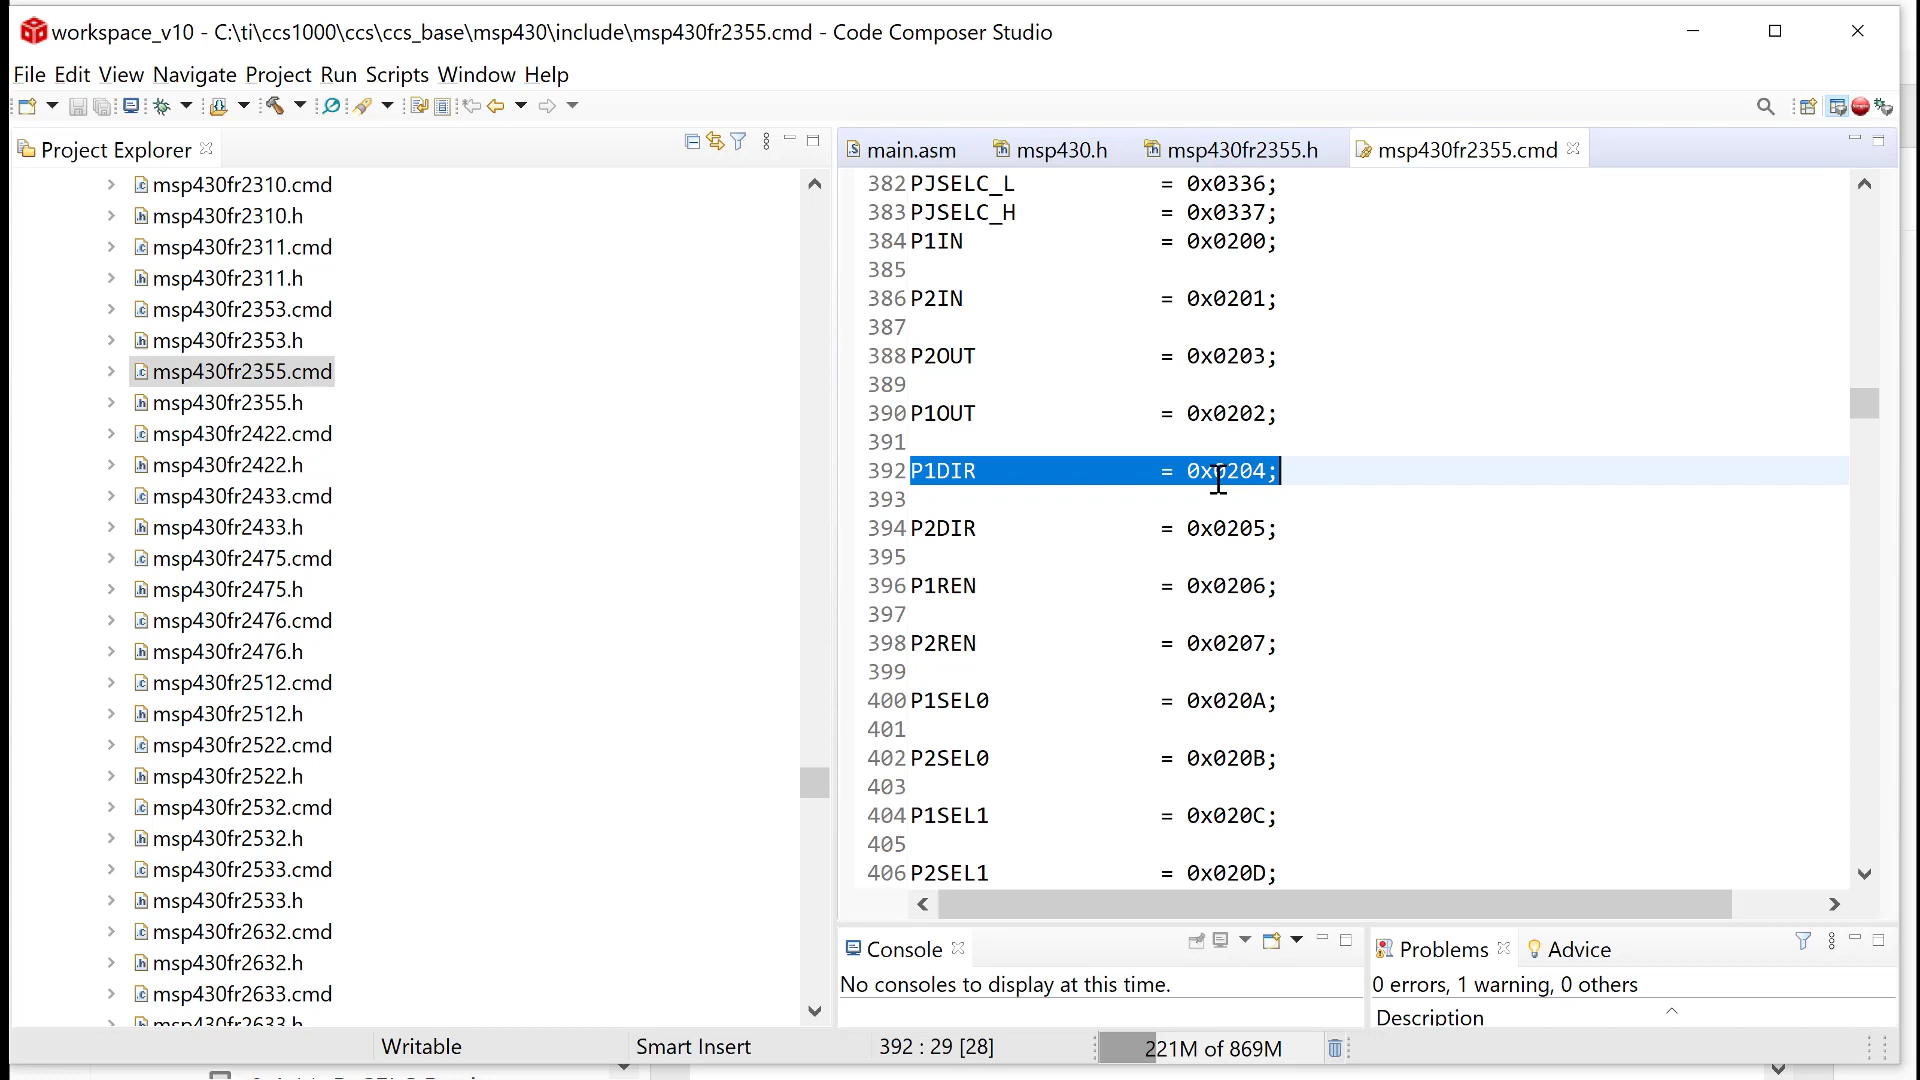 workspace_v10 - C:\ti\ccs1000\ccs\ccs_base\msp430\include\msp430fr2355.cmd - Code Composer Studio
File Edit View Navigate Project Run Scripts Window Help
Project Explorer
msp430fr2310.cmd
msp430fr2310.h
msp430fr2311.cmd
msp430fr2311.h
msp430fr2353.cmd
msp430fr2353.h
msp430fr2355.cmd
msp430fr2355.h
msp430fr2422.cmd
msp430fr2422.h
msp430fr2433.cmd
msp430fr2433.h
msp430fr2475.cmd
msp430fr2475.h
msp430fr2476.cmd
msp430fr2476.h
msp430fr2512.cmd
msp430fr2512.h
msp430fr2522.cmd
msp430fr2522.h
msp430fr2532.cmd
msp430fr2532.h
msp430fr2533.cmd
msp430fr2533.h
msp430fr2632.cmd
msp430fr2632.h
msp430fr2633.cmd
msp430fr2633.h
main.asm msp430.h msp430fr2355.h msp430fr2355.cmd
382 PJSELC_L = 0x0336;
383 PJSELC_H = 0x0337;
384 P1IN = 0x0200;
385
386 P2IN = 0x0201;
387
388 P2OUT = 0x0203;
389
390 P1OUT = 0x0202;
391
392 P1DIR = 0x0204;
393
394 P2DIR = 0x0205;
395
396 P1REN = 0x0206;
397
398 P2REN = 0x0207;
399
400 P1SEL0 = 0x020A;
401
402 P2SEL0 = 0x020B;
403
404 P1SEL1 = 0x020C;
405
406 P2SEL1 = 0x020D;
Console
No consoles to display at this time.
Problems Advice
0 errors, 1 warning, 0 others
Description
Writable Smart Insert 392 : 29 [28] 221M of 869M